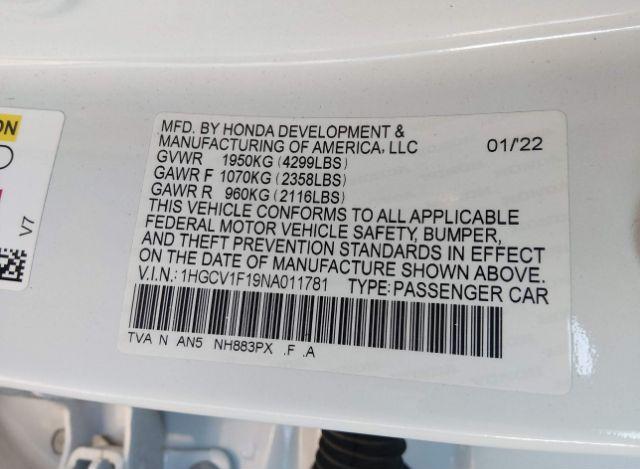 MFD. BY HONDA DEVELOPMENT &
MANUFACTURING OF AMERICA, LLC 01/'22
GVWR 1950KG (4299LBS)
GAWR F 1070KG (2358LBS)
GAWR R 960KG (2116LBS)
THIS VEHICLE CONFORMS TO ALL APPLICABLE
FEDERAL MOTOR VEHICLE SAFETY, BUMPER,
AND THEFT PREVENTION STANDARDS IN EFFECT
ON THE DATE OF MANUFACTURE SHOWN ABOVE.
V.I.N.: 1HGCV1F19NA011781 TYPE: PASSENGER CAR
TVA N AN5 NH883PX .F .A
V7